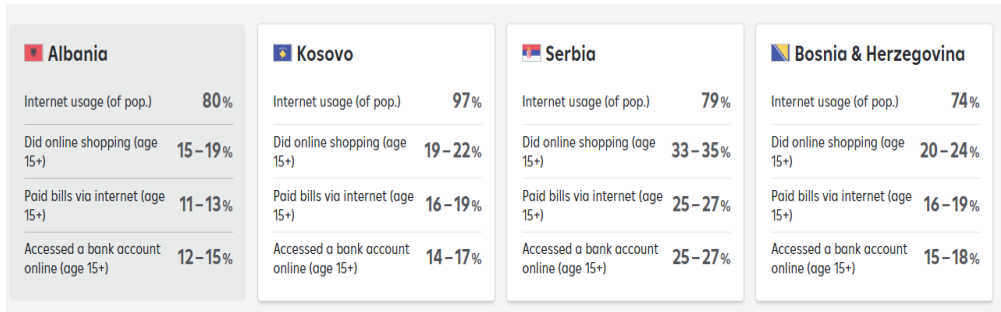 Albania
Internet usage (of pop.) 80%
Did online shopping (age
15+) 15–19%
Paid bills via internet (age
15+) 11–13%
Accessed a bank account
online (age 15+) 12–15%
Kosovo
Internet usage (of pop.) 97%
Did online shopping (age
15+) 19–22%
Paid bills via internet (age
15+) 16–19%
Accessed a bank account
online (age 15+) 14–17%
Serbia
Internet usage (of pop.) 79%
Did online shopping (age
15+) 33–35%
Paid bills via internet (age
15+) 25–27%
Accessed a bank account
online (age 15+) 25–27%
Bosnia & Herzegovina
Internet usage (of pop.) 74%
Did online shopping (age
15+) 20–24%
Paid bills via internet (age
15+) 16–19%
Accessed a bank account
online (age 15+) 15–18%